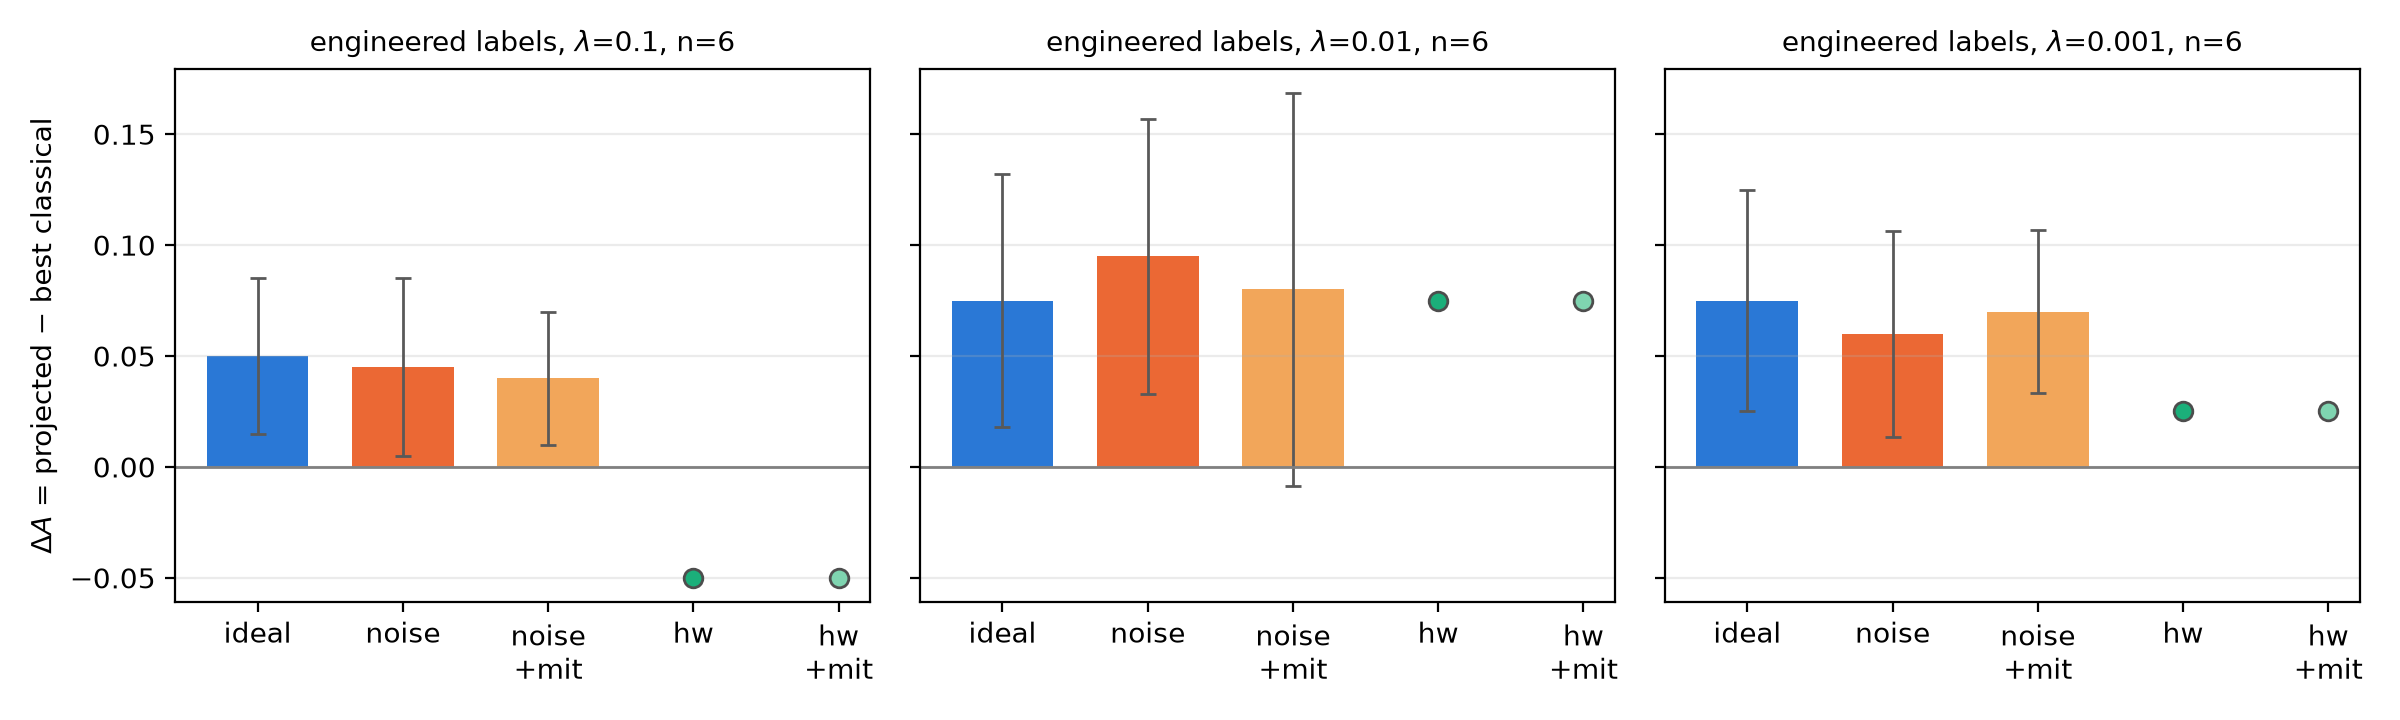 engineered labels, λ=0.1, n=6
engineered labels, λ=0.01, n=6
engineered labels, λ=0.001, n=6
ΔA = projected − best classical
0.15
0.10
0.05
0.00
−0.05
ideal
noise
noise
+mit
hw
hw
+mit
ideal
noise
noise
+mit
hw
hw
+mit
ideal
noise
noise
+mit
hw
hw
+mit